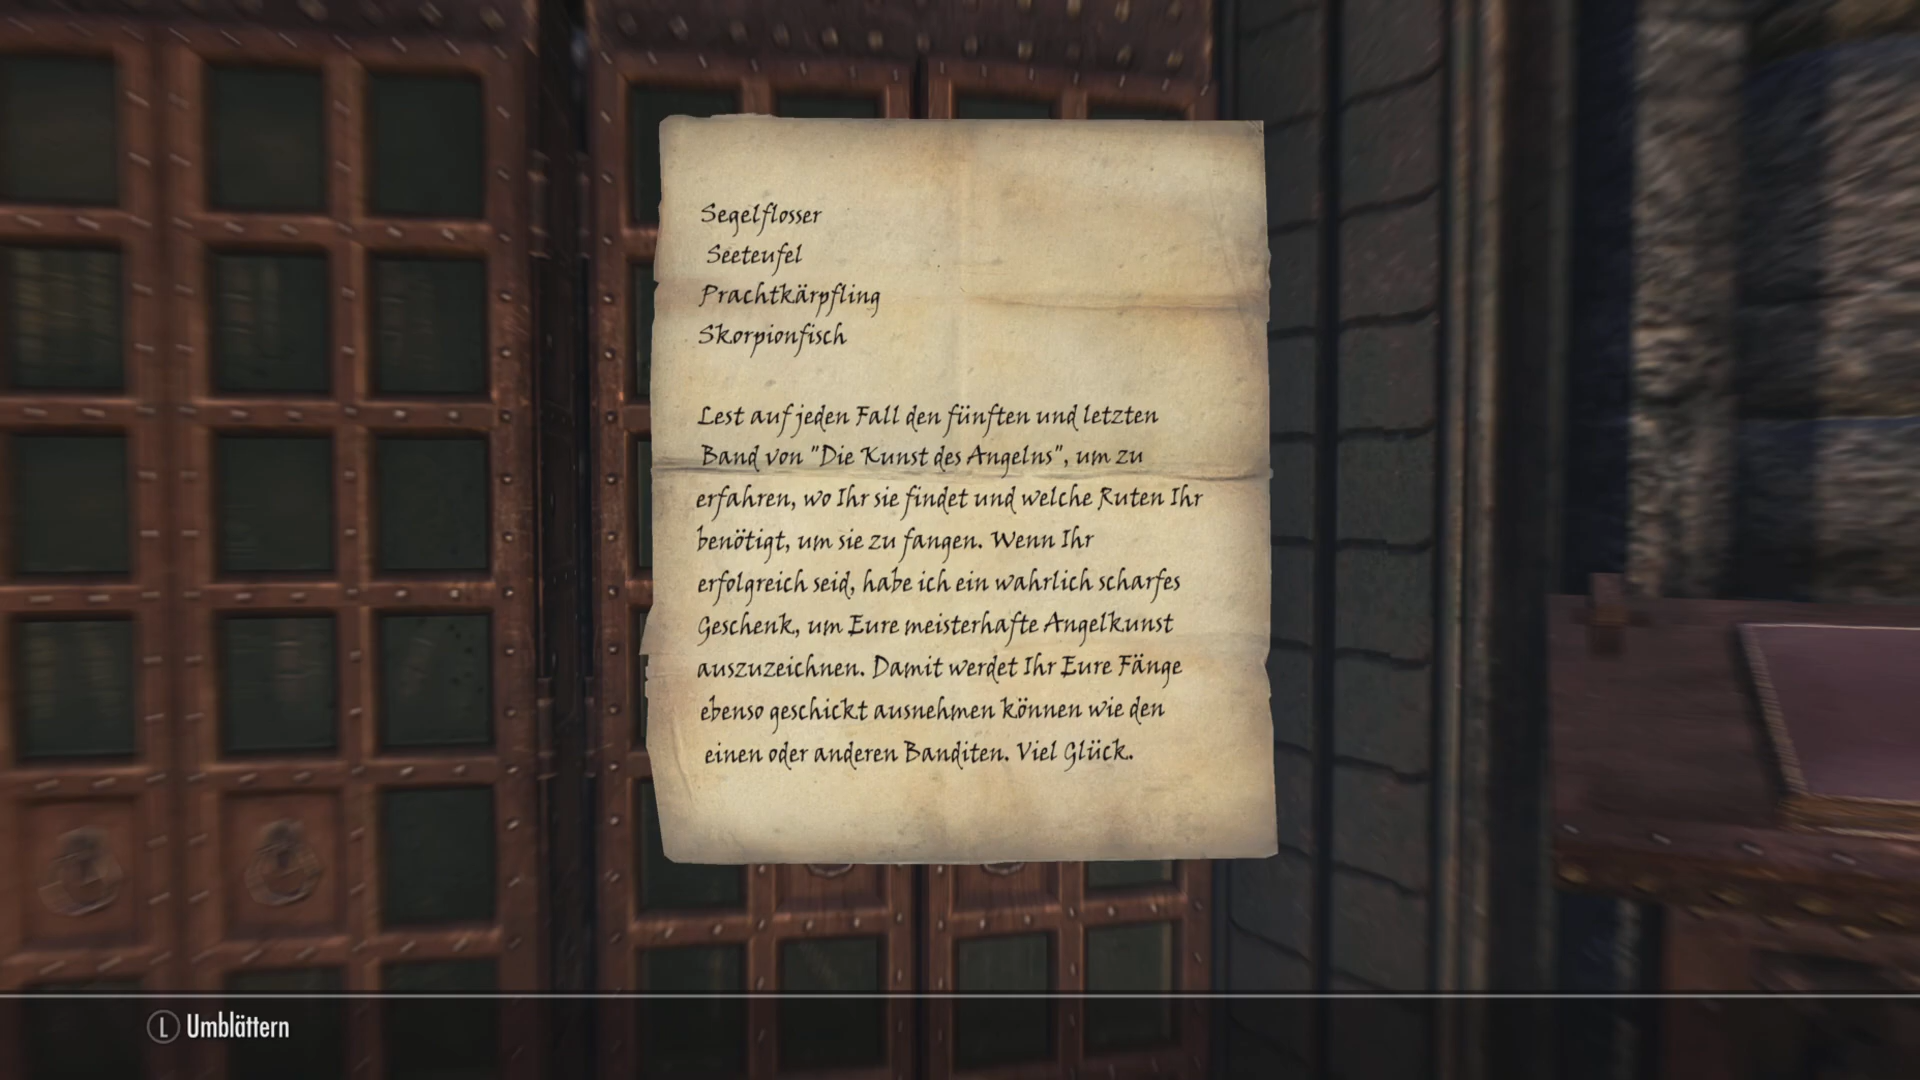 Segelflosser
Seeteufel
Prachtkärpfling
Skorpionfisch
Lest auf jeden Fall den fünften und letzten
Band von "Die Kunst des Angelns", um zu
erfahren, wo Ihr sie findet und welche Ruten Ihr
benötigt, um sie zu fangen. Wenn Ihr
erfolgreich seid, habe ich ein wahrlich scharfes
Geschenk, um Eure meisterhafte Angelkunst
auszuzeichnen. Damit werdet Ihr Eure Fänge
ebenso geschickt ausnehmen können wie den
einen oder anderen Banditen. Viel Glück.
L Umblättern